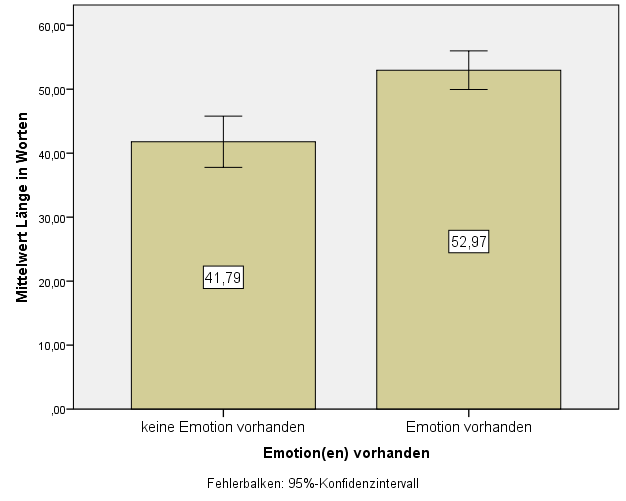 60,00
50,00
40,00
30,00
20,00
10,00
,00
Mittelwert Länge in Worten
41,79
52,97
keine Emotion vorhanden
Emotion vorhanden
Emotion(en) vorhanden
Fehlerbalken: 95%-Konfidenzintervall